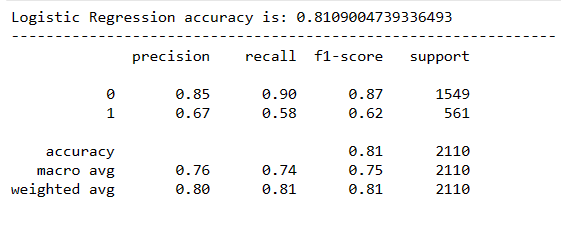 Logistic Regression accuracy is: 0.8109004739336493
---------------------------------------------------------------
precision recall f1-score support
0 0.85 0.90 0.87 1549
1 0.67 0.58 0.62 561
accuracy 0.81 2110
macro avg 0.76 0.74 0.75 2110
weighted avg 0.80 0.81 0.81 2110